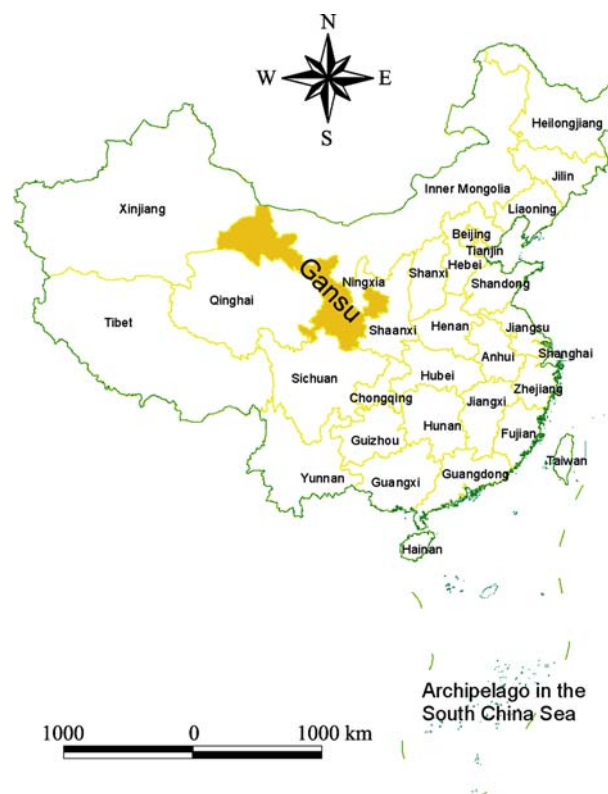 N
W
E
S
Heilongjiang
Jilin
Inner Mongolia
Liaoning
Xinjiang
Beijing
Tianjin
Gansu
Ningxia
Shanxi
Hebei
Shandong
Qinghai
Tibet
Shaanxi
Henan
Jiangsu
Anhui
Shanghai
Sichuan
Hubei
Zhejiang
Chongqing
Jiangxi
Hunan
Guizhou
Fujian
Taiwan
Yunnan
Guangxi
Guangdong
Hainan
Archipelago in the
South China Sea
1000
0
1000 km